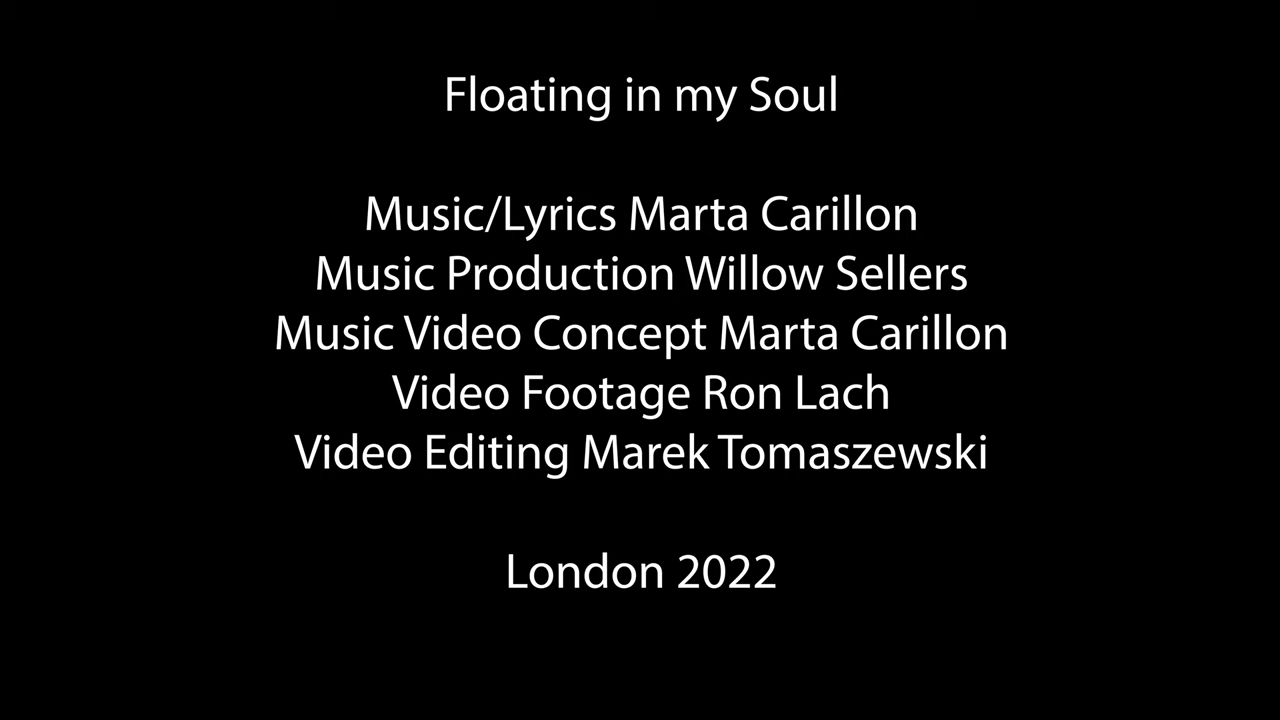 Floating in my Soul
Music/Lyrics Marta Carillon
Music Production Willow Sellers
Music Video Concept Marta Carillon
Video Footage Ron Lach
Video Editing Marek Tomaszewski
London 2022